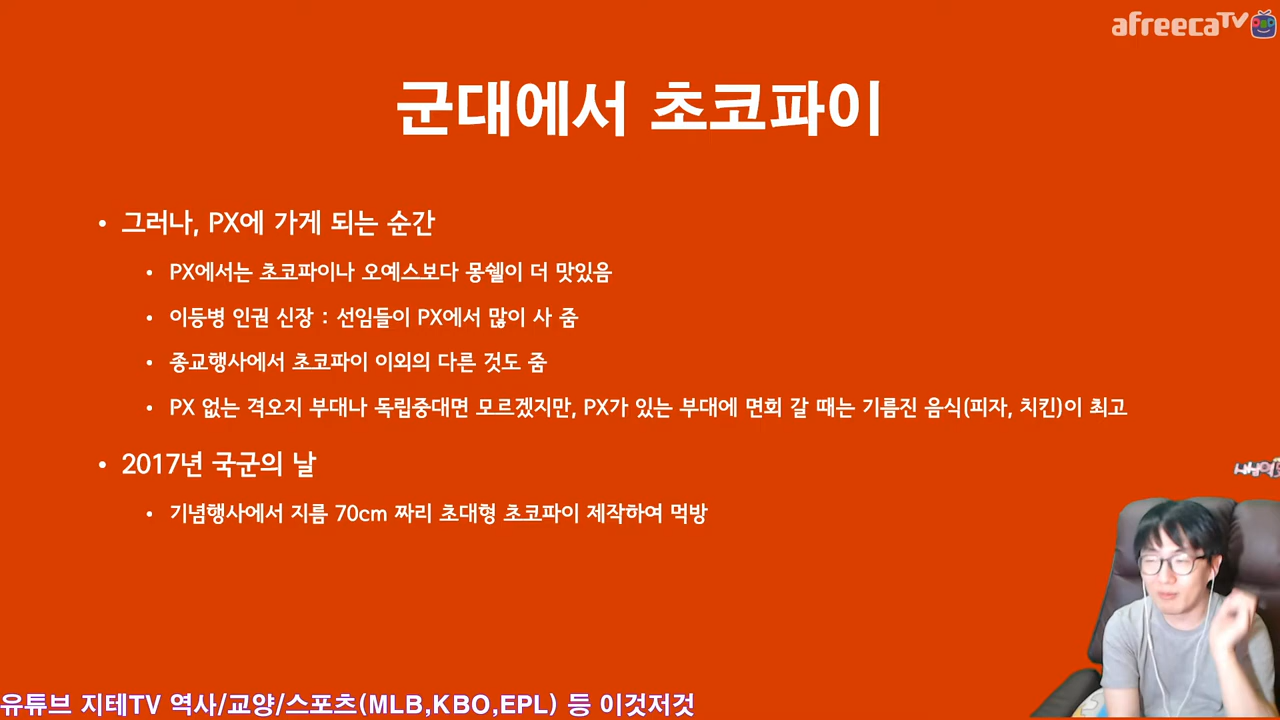 afreecaTV
군대에서 초코파이
• 그러나, PX에 가게 되는 순간
• PX에서는 초코파이나 오예스보다 몽쉘이 더 맛있음
• 이등병 인권 신장 : 선임들이 PX에서 많이 사 줌
• 종교행사에서 초코파이 이외의 다른 것도 줌
• PX 없는 격오지 부대나 독립중대면 모르겠지만, PX가 있는 부대에 면회 갈 때는 기름진 음식(피자, 치킨)이 최고
• 2017년 국군의 날
• 기념행사에서 지름 70cm 짜리 초대형 초코파이 제작하여 먹방
유튜브 지테TV 역사/교양/스포츠(MLB,KBO,EPL) 등 이것저것